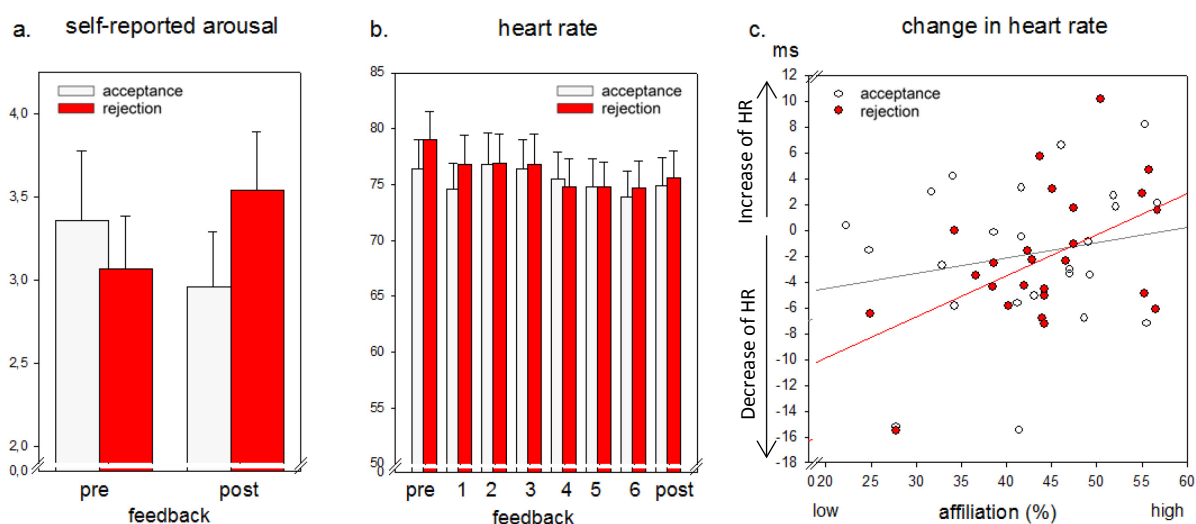 a. self-reported arousal
acceptance
rejection
4,0
3,5
3,0
2,5
2,0
0,0
pre post
feedback
b. heart rate
85
acceptance
rejection
80
75
70
65
60
55
50
0
pre 1 2 3 4 5 6 post
feedback
c. change in heart rate
ms
Increase of HR
Decrease of HR
acceptance
rejection
12
10
8
6
4
2
0
-2
-4
-6
-8
-10
-12
-14
-16
-18
0 20 25 30 35 40 45 50 55 60
low affiliation (%) high